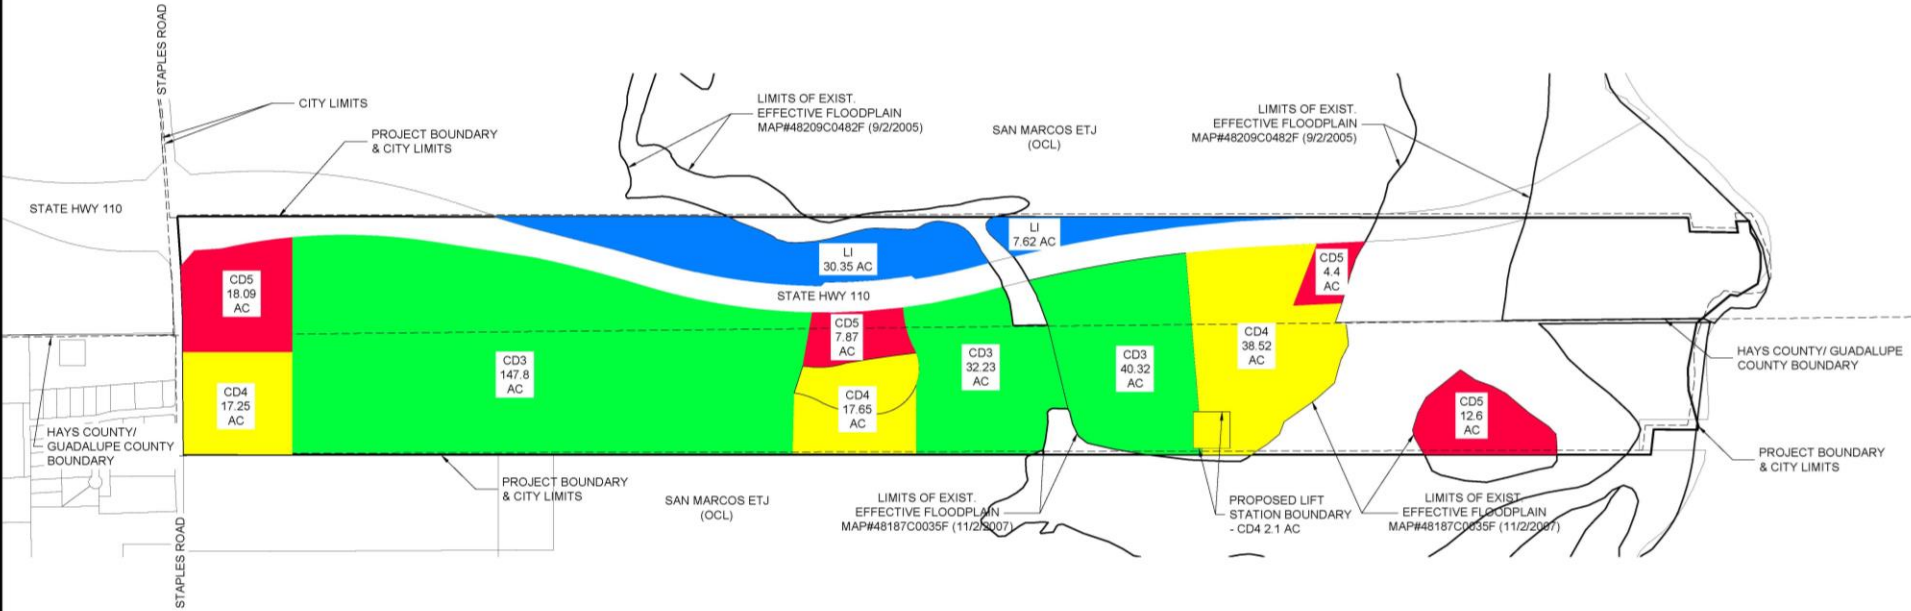 STAPLES ROAD
CITY LIMITS
PROJECT BOUNDARY
& CITY LIMITS
LIMITS OF EXIST.
EFFECTIVE FLOODPLAIN
MAP#48209C0482F (9/2/2005)
SAN MARCOS ETJ
(OCL)
LIMITS OF EXIST.
EFFECTIVE FLOODPLAIN
MAP#48209C0482F (9/2/2005)
STATE HWY 110
LI
30.35 AC
LI
7.62 AC
CD5
18.09
AC
STATE HWY 110
CD5
4.4
AC
CD5
7.87
AC
CD3
147.8
AC
CD3
32.23
AC
CD3
40.32
AC
CD4
38.52
AC
HAYS COUNTY/ GUADALUPE
COUNTY BOUNDARY
CD4
17.25
AC
CD4
17.65
AC
CD5
12.6
AC
HAYS COUNTY/
GUADALUPE COUNTY
BOUNDARY
PROJECT BOUNDARY
& CITY LIMITS
SAN MARCOS ETJ
(OCL)
LIMITS OF EXIST.
EFFECTIVE FLOODPLAIN
MAP#48187C0035F (11/2/2007)
PROPOSED LIFT
STATION BOUNDARY
- CD4 2.1 AC
LIMITS OF EXIST.
EFFECTIVE FLOODPLAIN
MAP#48187C0035F (11/2/2007)
PROJECT BOUNDARY
& CITY LIMITS
STAPLES ROAD